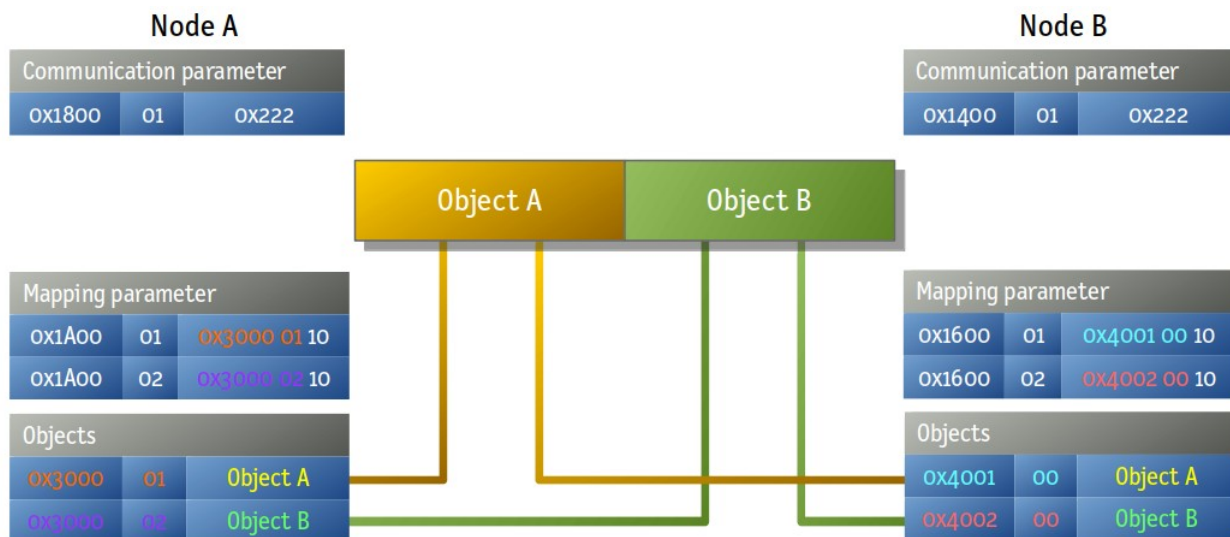 Node A
Communication parameter
0x1800 01 0x222
Node B
Communication parameter
0x1400 01 0x222
Object A Object B
Mapping parameter
0x1A00 01 0x3000 01 10
0x1A00 02 0x3000 02 10
Objects
0x3000 01 Object A
0x3000 02 Object B
Mapping parameter
0x1600 01 0x4001 00 10
0x1600 02 0x4002 00 10
Objects
0x4001 00 Object A
0x4002 00 Object B